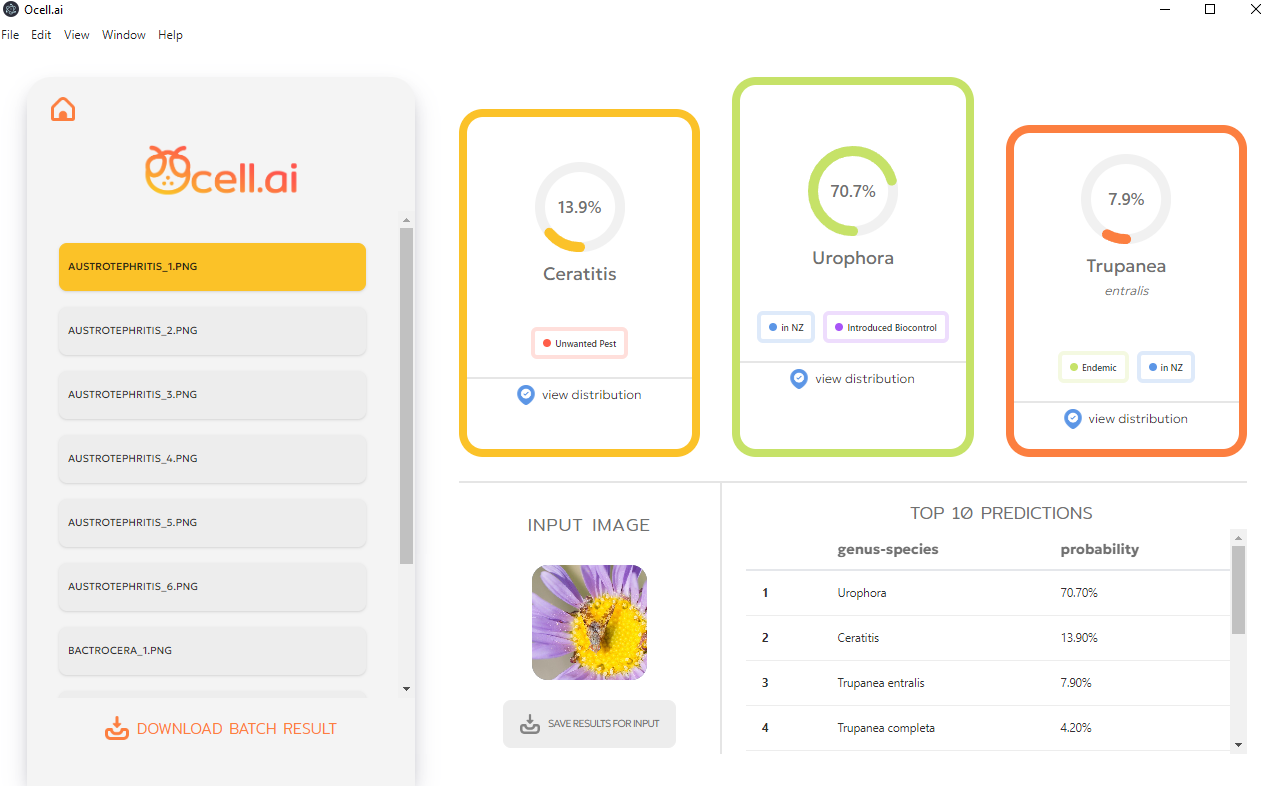 Ocell.ai
File Edit View Window Help
Ocell.ai
AUSTROTEPHRITIS_1.PNG
AUSTROTEPHRITIS_2.PNG
AUSTROTEPHRITIS_3.PNG
AUSTROTEPHRITIS_4.PNG
AUSTROTEPHRITIS_5.PNG
AUSTROTEPHRITIS_6.PNG
BACTROCERA_1.PNG
DOWNLOAD BATCH RESULT
13.9%
Ceratitis
Unwanted Pest
view distribution
70.7%
Urophora
in NZ Introduced Biocontrol
view distribution
7.9%
Trupanea
entralis
Endemic in NZ
view distribution
INPUT IMAGE
SAVE RESULTS FOR INPUT
TOP 10 PREDICTIONS
genus-species probability
1 Urophora 70.70%
2 Ceratitis 13.90%
3 Trupanea entralis 7.90%
4 Trupanea completa 4.20%